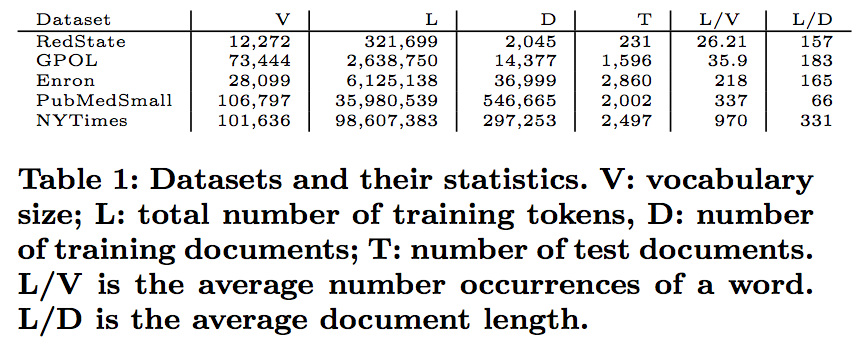 Dataset V L D T L/V L/D
RedState 12,272 321,699 2,045 231 26.21 157
GPOL 73,444 2,638,750 14,377 1,596 35.9 183
Enron 28,099 6,125,138 36,999 2,860 218 165
PubMedSmall 106,797 35,980,539 546,665 2,002 337 66
NYTimes 101,636 98,607,383 297,253 2,497 970 331
Table 1: Datasets and their statistics. V: vocabulary
size; L: total number of training tokens, D: number
of training documents; T: number of test documents.
L/V is the average number occurrences of a word.
L/D is the average document length.